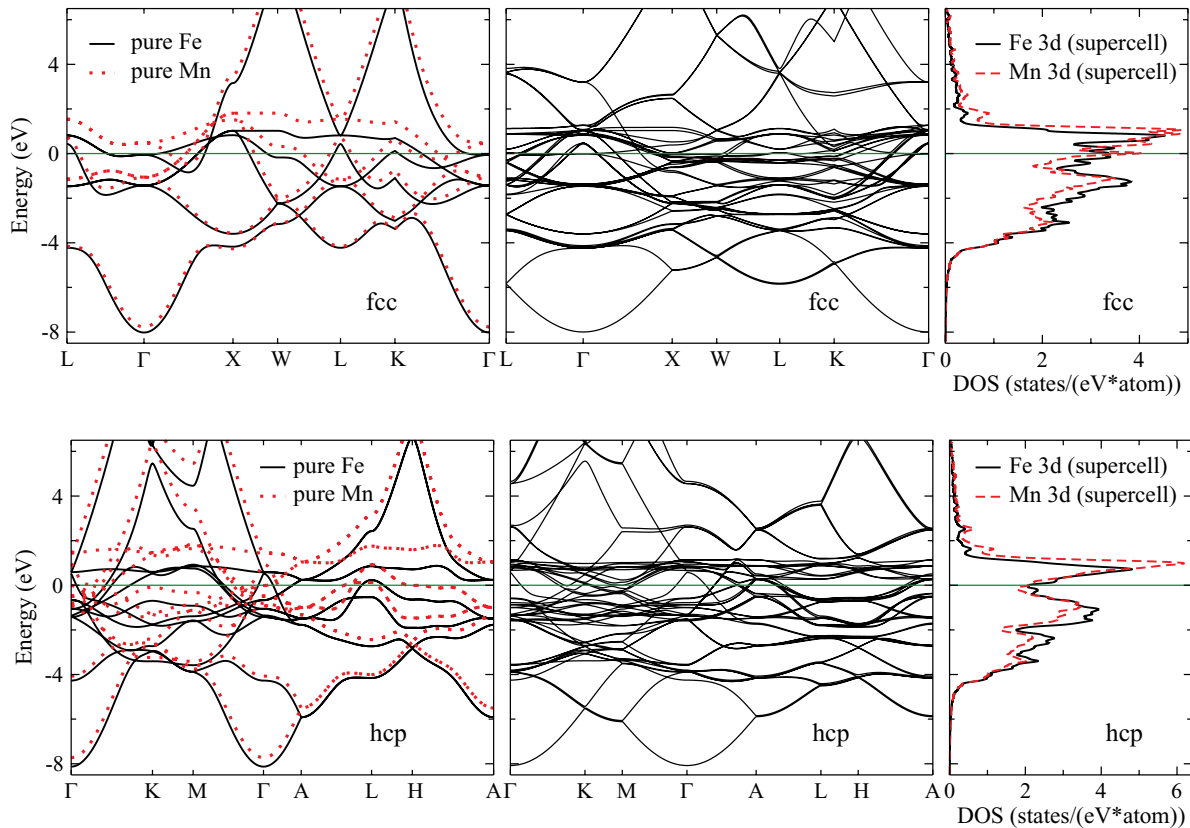 pure Fe
pure Mn
Fe 3d (supercell)
Mn 3d (supercell)
Energy (eV)
4
0
-4
-8
fcc
fcc
fcc
L Γ X W L K Γ
L Γ X W L K Γ
0 2 4
DOS (states/(eV*atom))
pure Fe
pure Mn
Fe 3d (supercell)
Mn 3d (supercell)
Energy (eV)
4
0
-4
-8
hcp
hcp
hcp
Γ K M Γ A L H A
Γ K M Γ A L H A
0 2 4 6
DOS (states/(eV*atom))